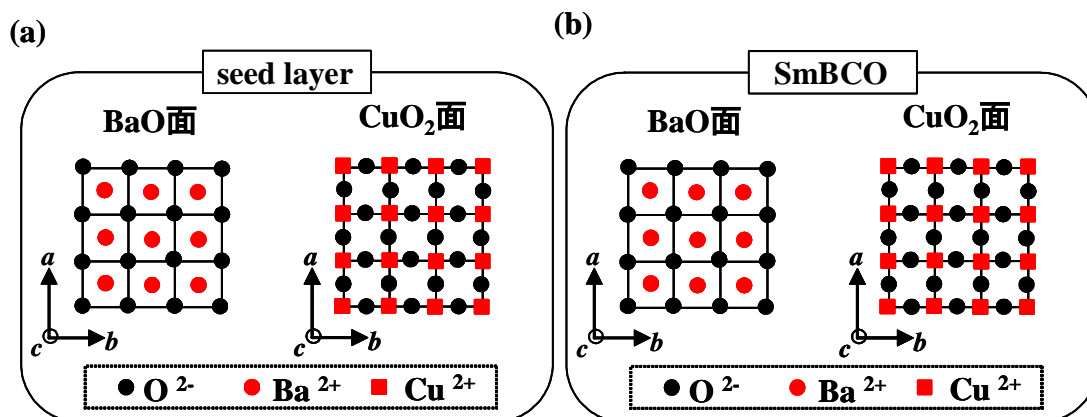 (a)
seed layer
BaO面
CuO₂面
a
c
b
a
c
b
O ²⁻
Ba ²⁺
Cu ²⁺
(b)
SmBCO
BaO面
CuO₂面
a
c
b
a
c
b
O ²⁻
Ba ²⁺
Cu ²⁺